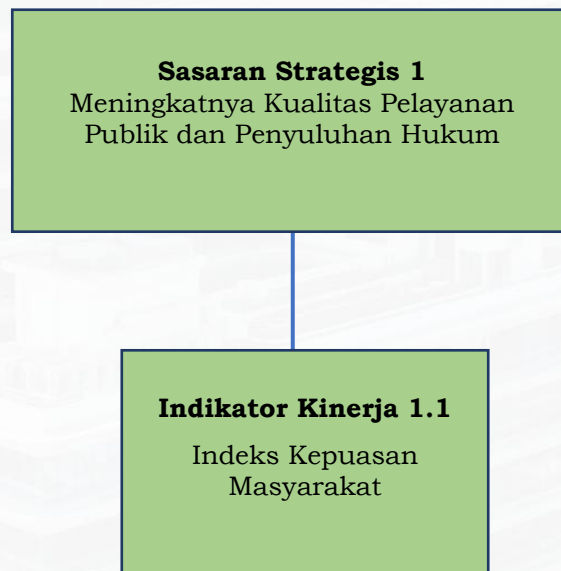 Sasaran Strategis 1
Meningkatnya Kualitas Pelayanan
Publik dan Penyuluhan Hukum
Indikator Kinerja 1.1
Indeks Kepuasan
Masyarakat